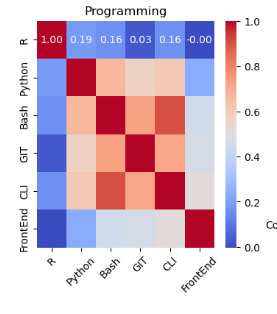 Programming
R
1.00 0.19 0.16 0.03 0.16 -0.00
Python
Bash
GIT
CLI
FrontEnd
R
Python
Bash
GIT
CLI
FrontEnd
1.0
0.8
0.6
0.4
0.2
0.0
Co